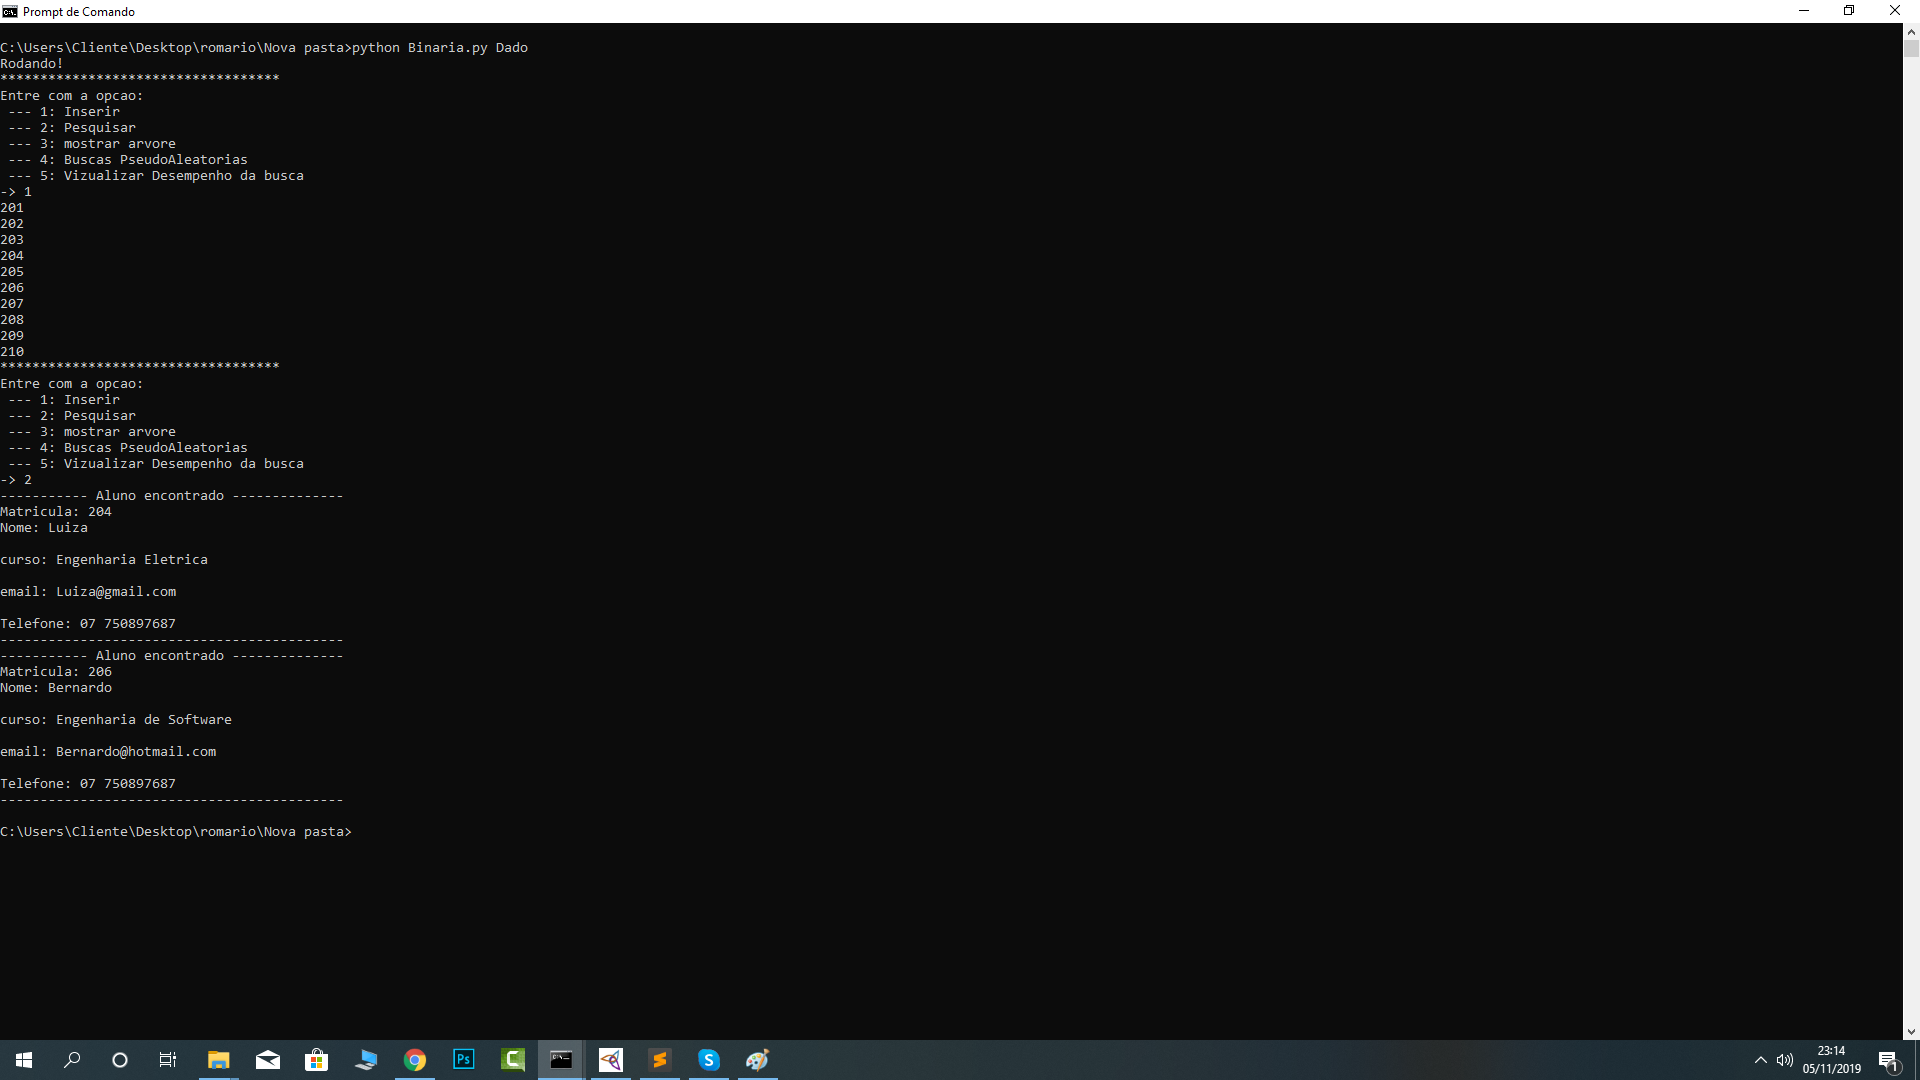 Prompt de Comando
C:\Users\Cliente\Desktop\romario\Nova pasta>python Binaria.py Dado
Rodando!
***********************************
Entre com a opcao:
 --- 1: Inserir
 --- 2: Pesquisar
 --- 3: mostrar arvore
 --- 4: Buscas PseudoAleatorias
 --- 5: Vizualizar Desempenho da busca
-> 1
201
202
203
204
205
206
207
208
209
210
***********************************
Entre com a opcao:
 --- 1: Inserir
 --- 2: Pesquisar
 --- 3: mostrar arvore
 --- 4: Buscas PseudoAleatorias
 --- 5: Vizualizar Desempenho da busca
-> 2
----------- Aluno encontrado --------------
Matricula: 204
Nome: Luiza
curso: Engenharia Eletrica
email: Luiza@gmail.com
Telefone: 07 750897687
-------------------------------------------
----------- Aluno encontrado --------------
Matricula: 206
Nome: Bernardo
curso: Engenharia de Software
email: Bernardo@hotmail.com
Telefone: 07 750897687
-------------------------------------------
C:\Users\Cliente\Desktop\romario\Nova pasta>
Ps
23:14
05/11/2019
1